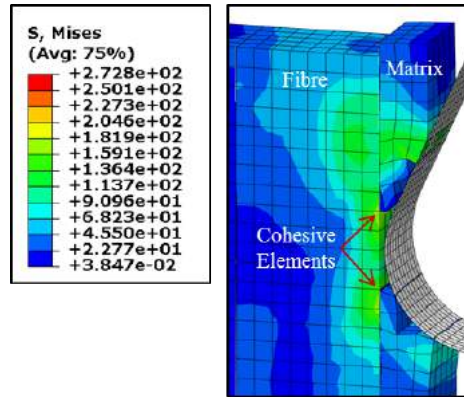 S, Mises
(Avg: 75%)
+2.728e+02
+2.501e+02
+2.273e+02
+2.046e+02
+1.819e+02
+1.591e+02
+1.364e+02
+1.137e+02
+9.096e+01
+6.823e+01
+4.550e+01
+2.277e+01
+3.847e-02
Fibre
Matrix
Cohesive
Elements